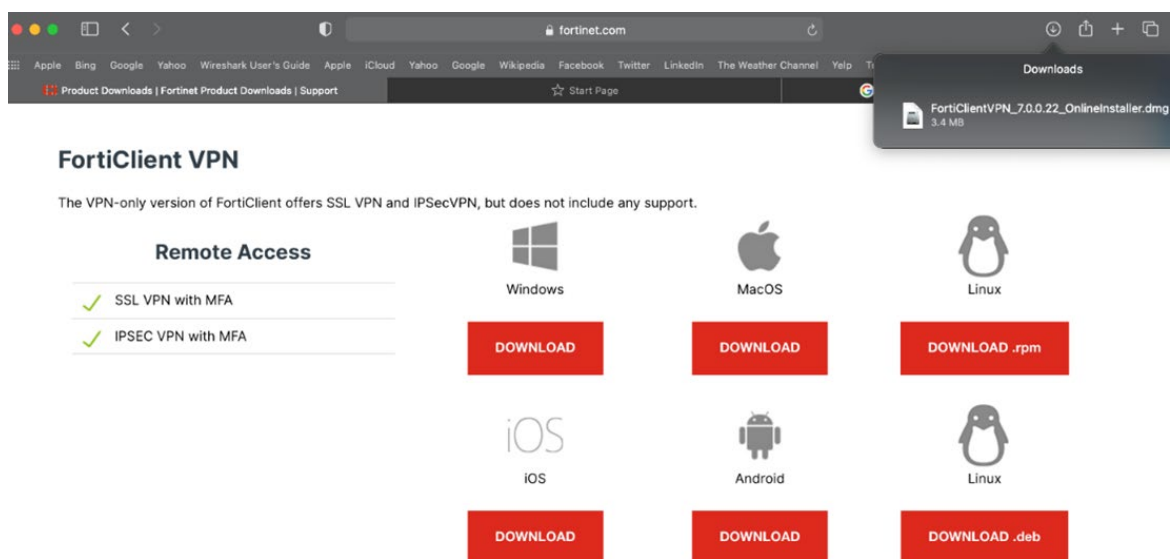 fortinet.com
Apple Bing Google Yahoo Wireshark User's Guide Apple iCloud Yahoo Google Wikipedia Facebook Twitter LinkedIn The Weather Channel Yelp
Product Downloads | Fortinet Product Downloads | Support
Start Page
Downloads
FortiClientVPN_7.0.0.22_OnlineInstaller.dmg
3.4 MB
FortiClient VPN
The VPN-only version of FortiClient offers SSL VPN and IPSecVPN, but does not include any support.
Remote Access
SSL VPN with MFA
IPSEC VPN with MFA
Windows MacOS Linux
DOWNLOAD DOWNLOAD DOWNLOAD .rpm
iOS
iOS Android Linux
DOWNLOAD DOWNLOAD DOWNLOAD .deb